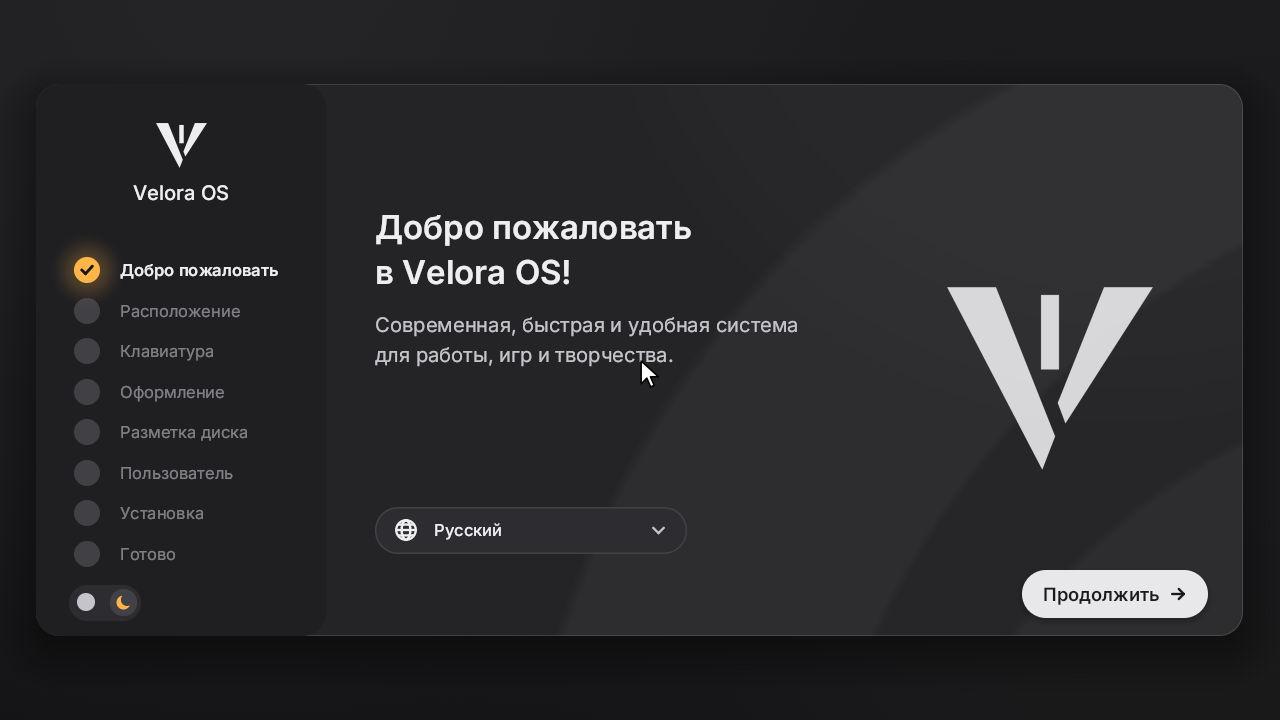 Velora OS
Добро пожаловать
Расположение
Клавиатура
Оформление
Разметка диска
Пользователь
Установка
Готово
Добро пожаловать
в Velora OS!
Современная, быстрая и удобная система
для работы, игр и творчества.
Русский
Продолжить